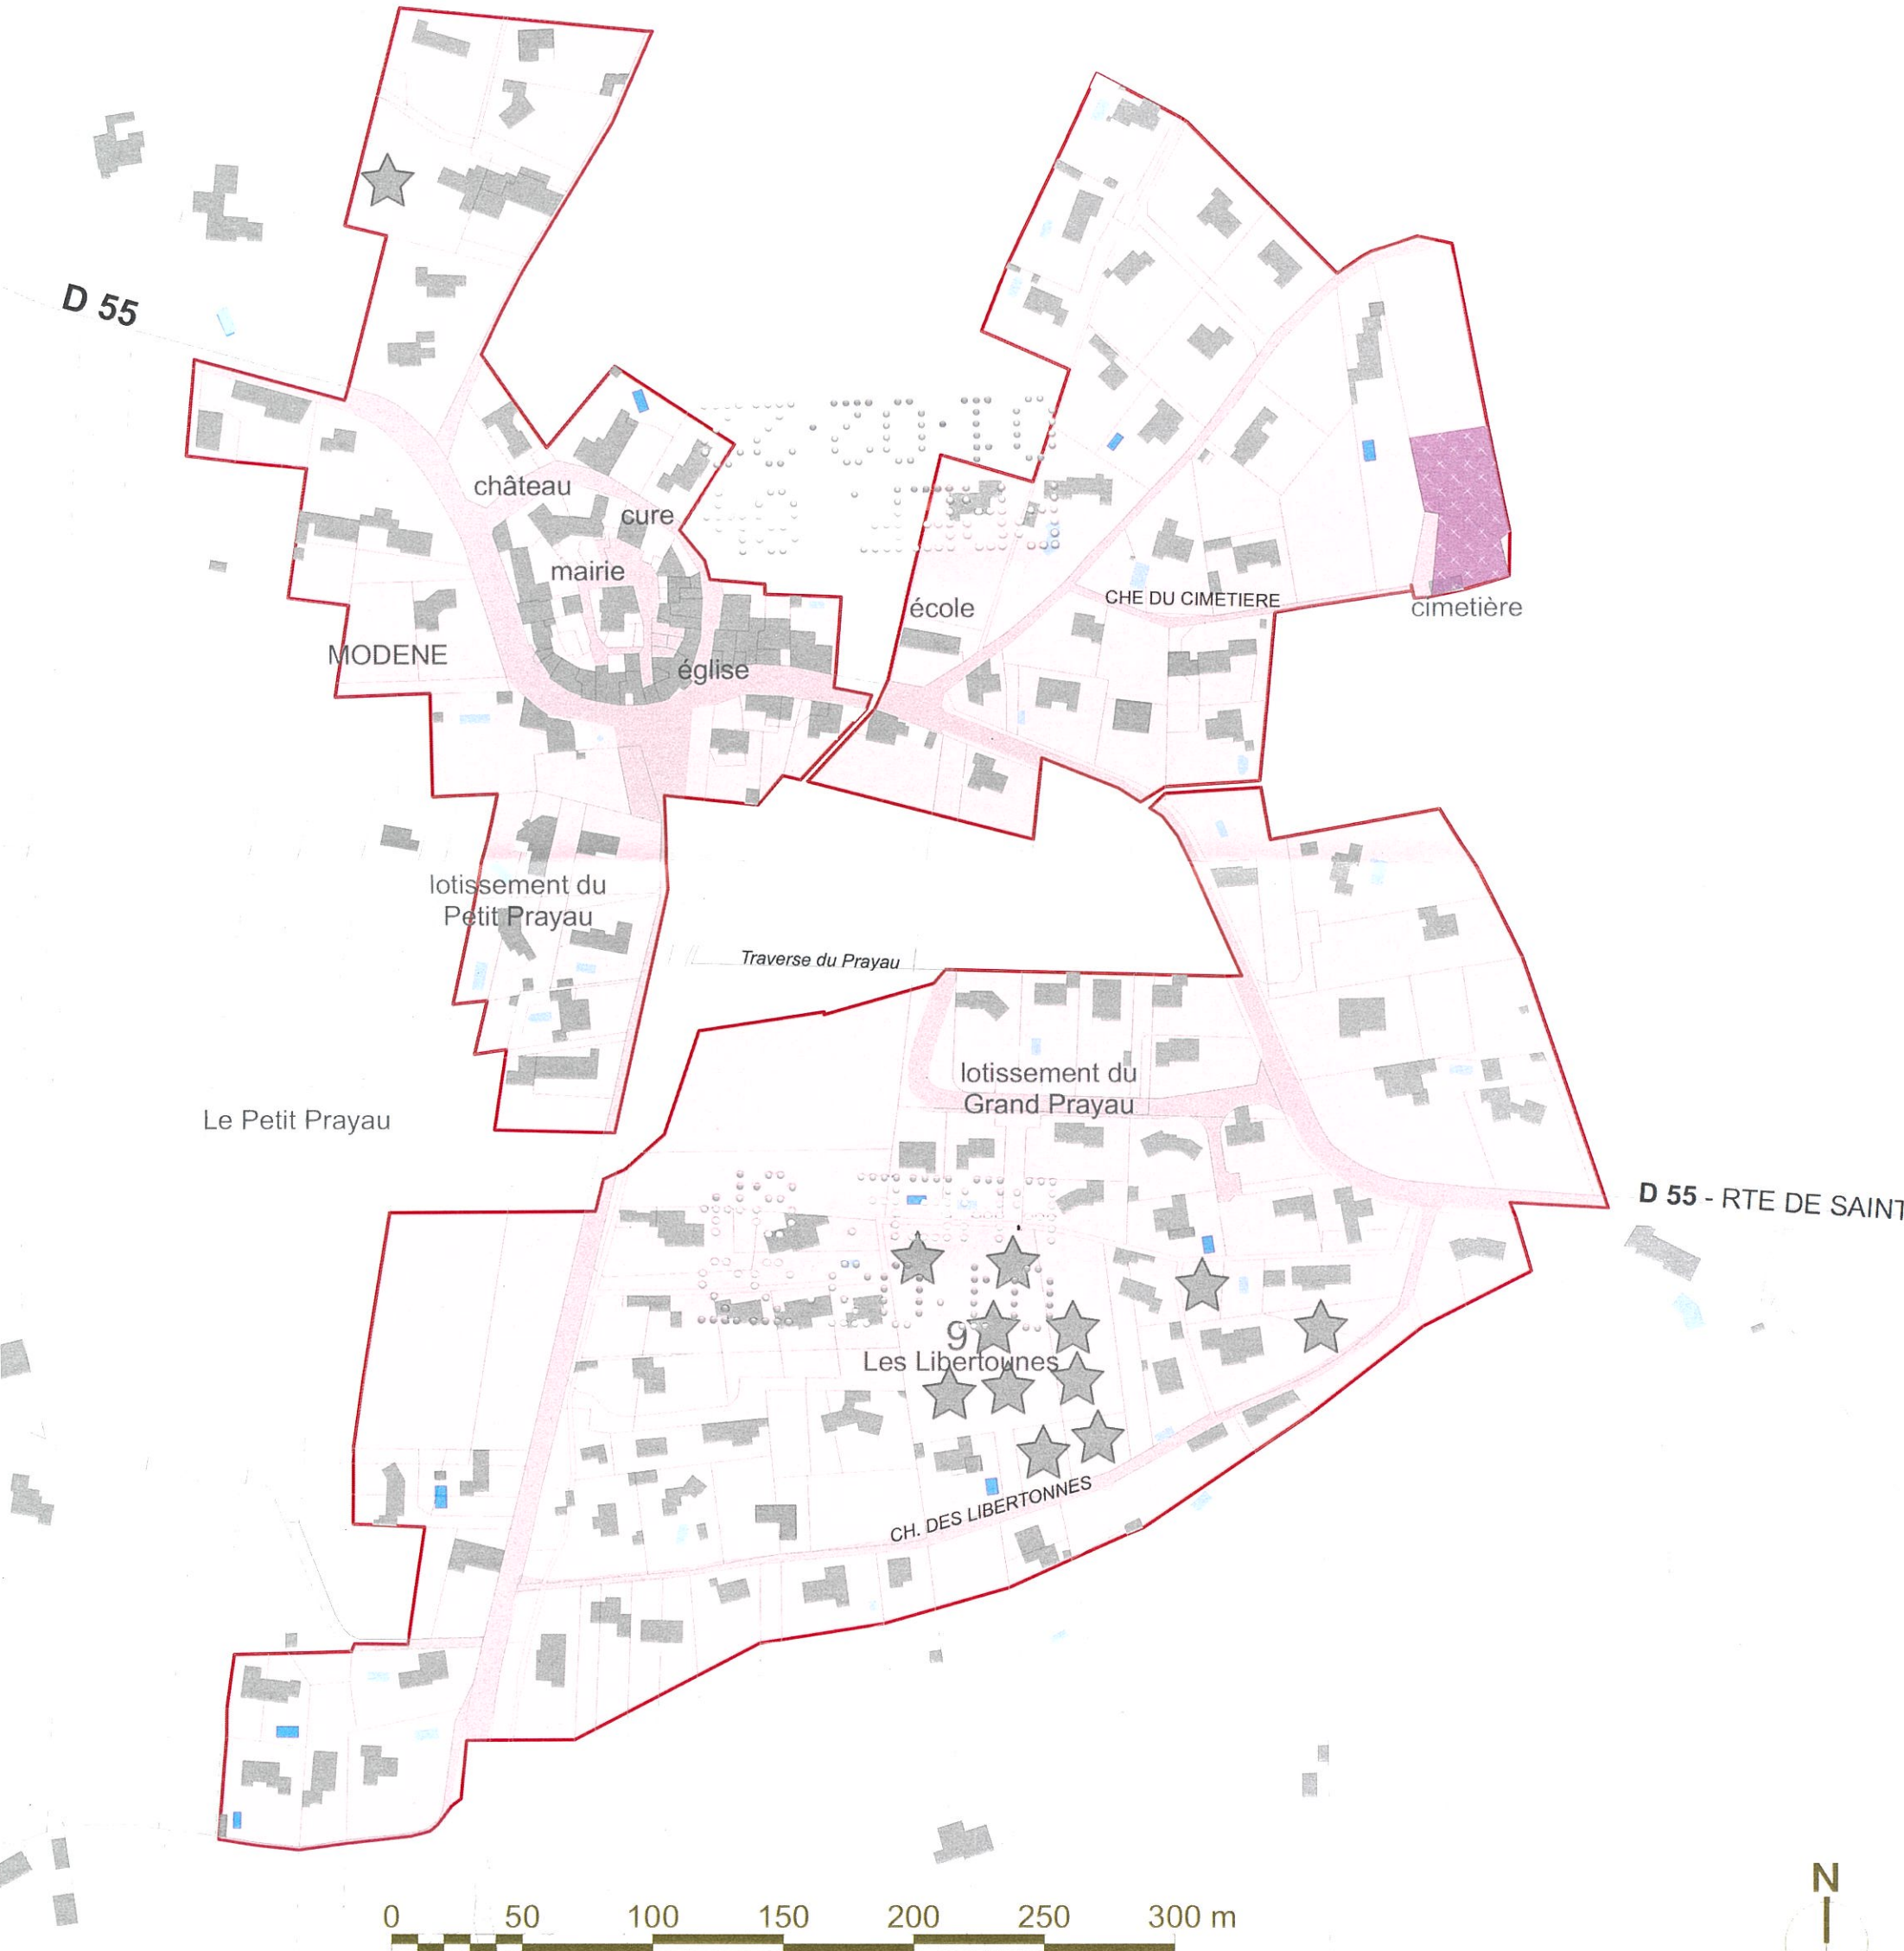 D 55
château
cure
mairie
MODENE
église
école
CHE DU CIMETIERE
cimetière
lotissement du
Petit Prayau
Traverse du Prayau
lotissement du
Grand Prayau
Le Petit Prayau
D 55 - RTE DE SAINT
9
Les Libertounes
CH. DES LIBERTONNES
0 50 100 150 200 250 300 m
N